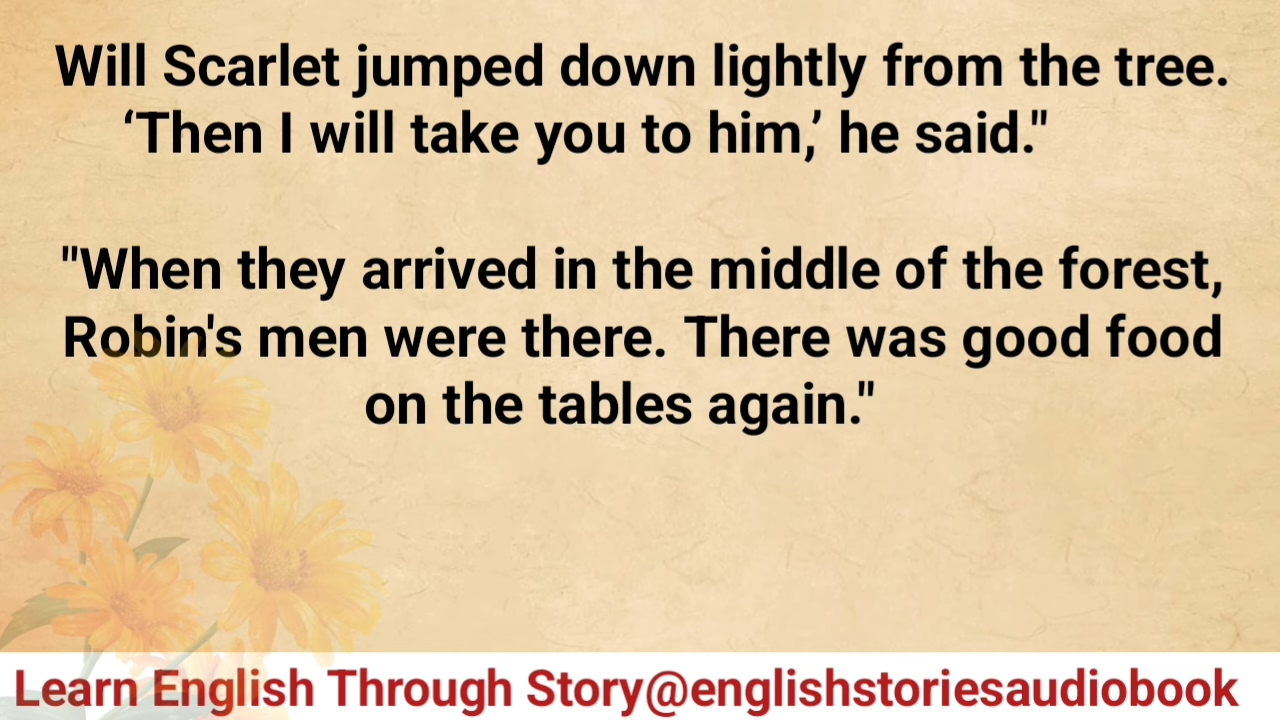 Will Scarlet jumped down lightly from the tree.
‘Then I will take you to him,’ he said."
"When they arrived in the middle of the forest,
Robin's men were there. There was good food
on the tables again."
Learn English Through Story@englishstoriesaudiobook